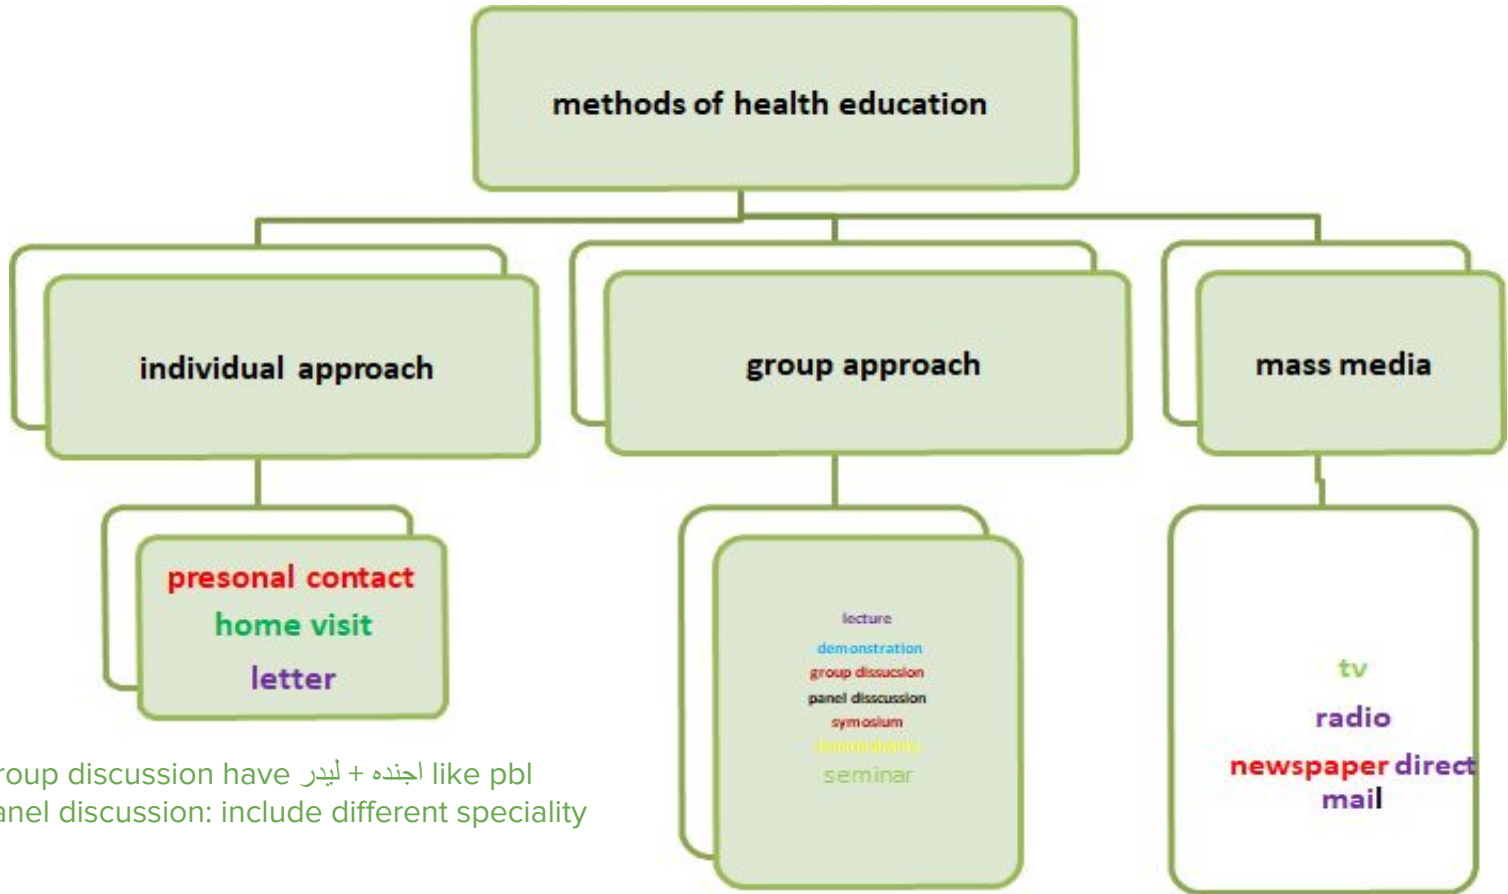 methods of health education
individual approach
group approach
mass media
presonal contact
home visit
letter
lecture
demonstration
group dissucsion
panel disscussion
symosium
seminar
tv
radio
newspaper direct
mail
roup discussion have اجنده + ليدر like pbl
anel discussion: include different speciality